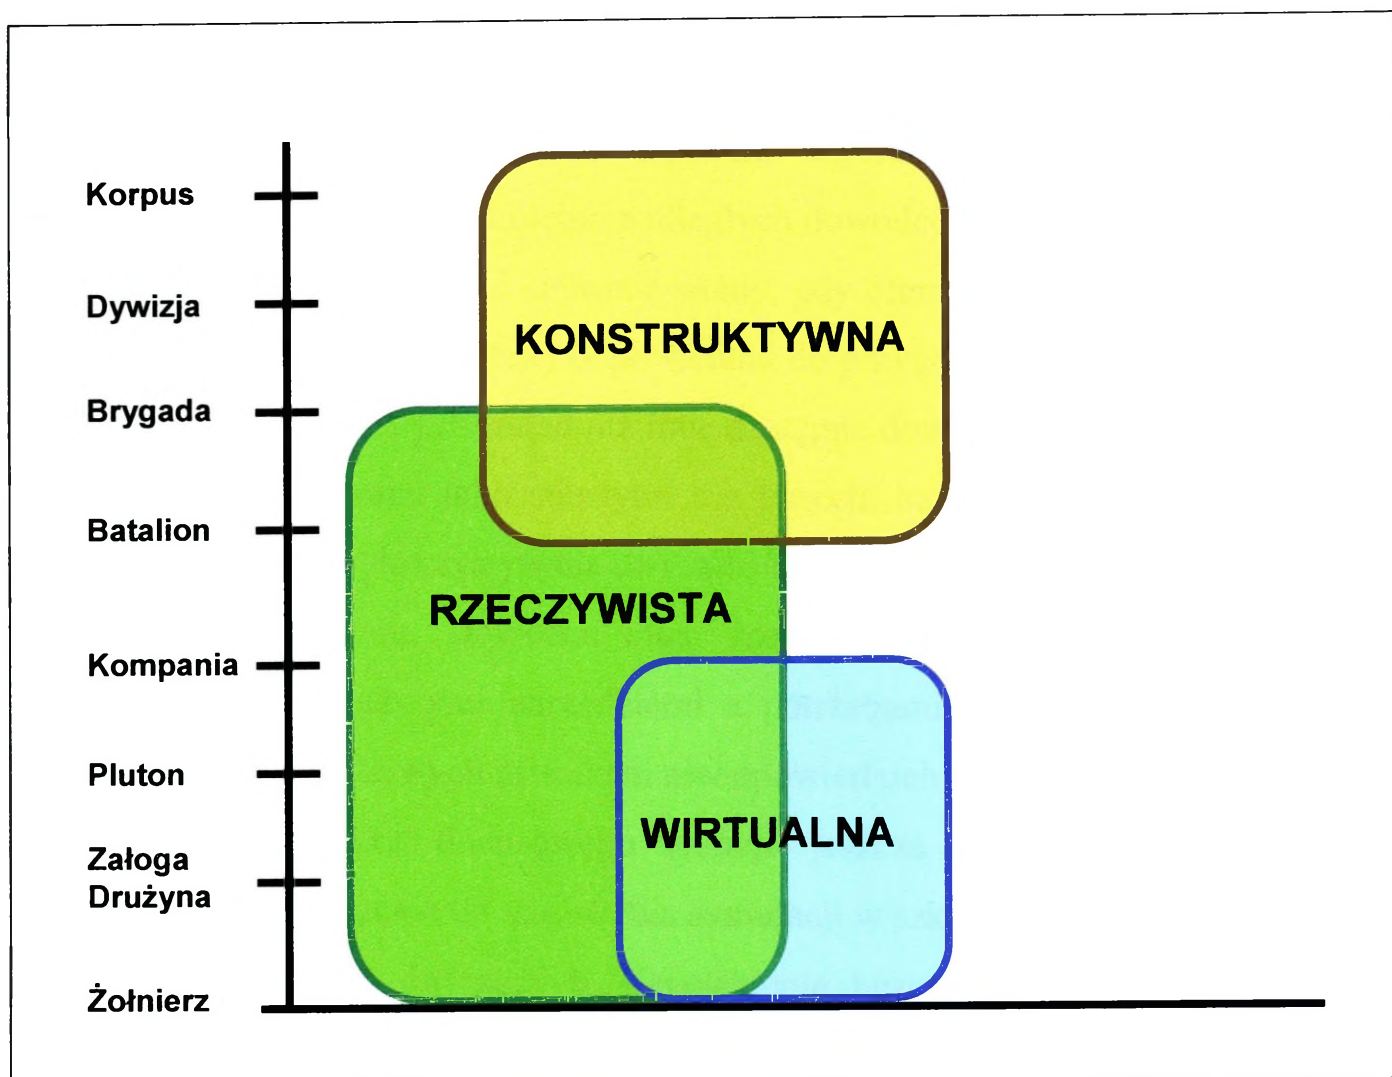 Korpus
Dywizja
KONSTRUKTYWNA
Brygada
Batalion
RZECZYWISTA
Kompania
Pluton
WIRTUALNA
Załoga
Drużyna
Żołnierz